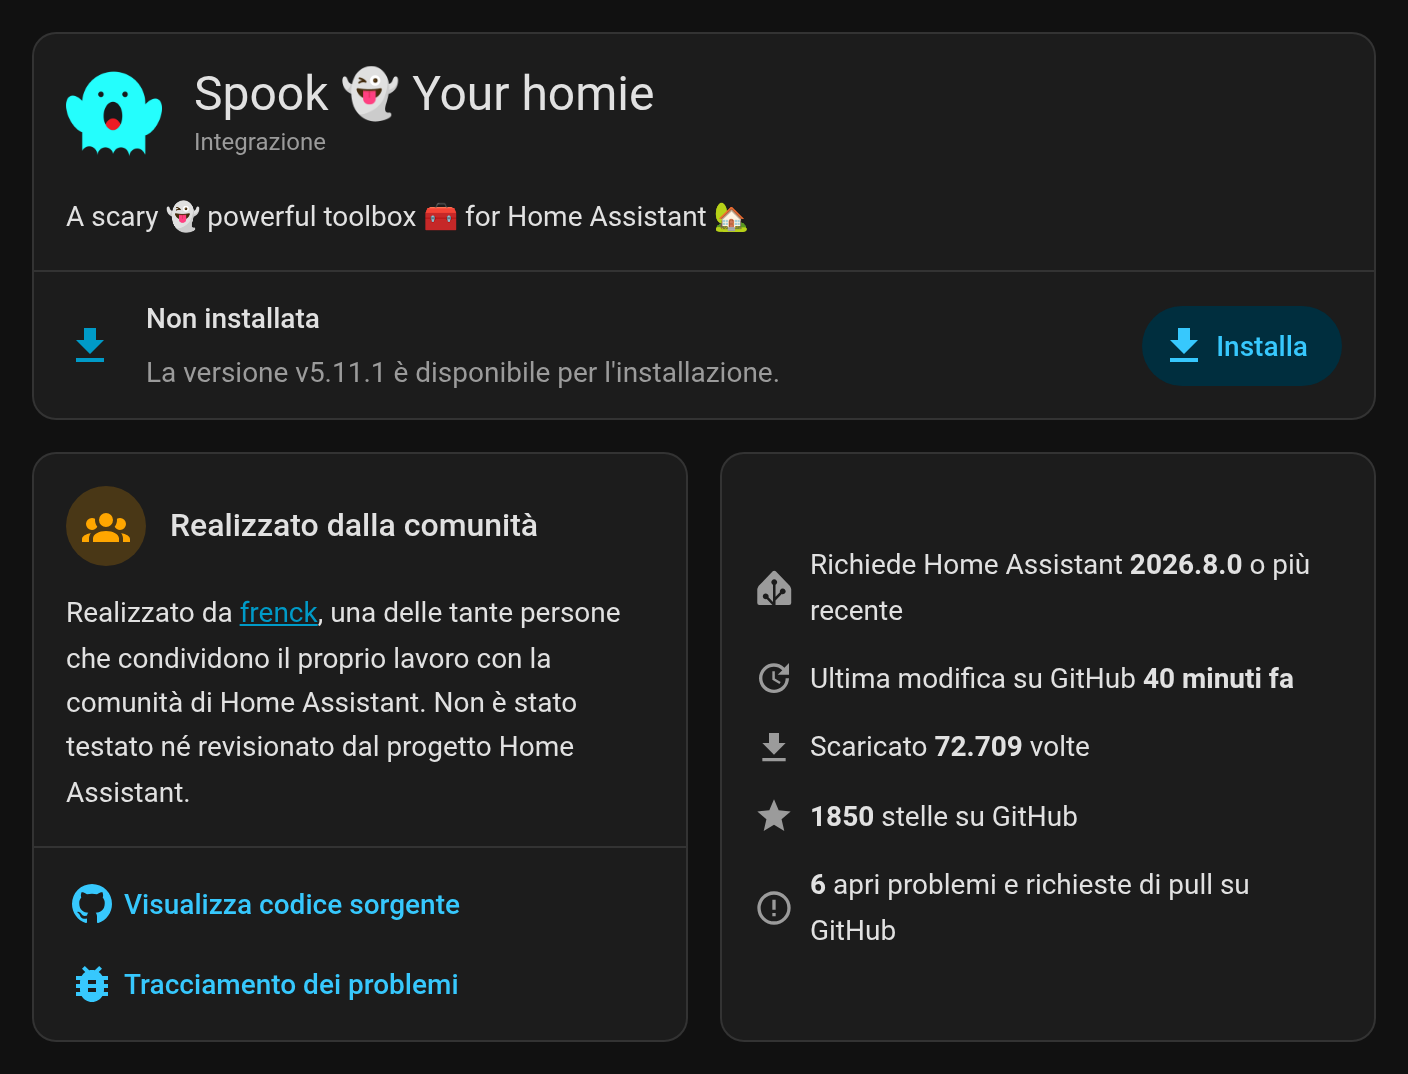 Spook 👻 Your homie
Integrazione
A scary 👻 powerful toolbox 🧰 for Home Assistant 🏡
Non installata
La versione v5.11.1 è disponibile per l'installazione.
Installa
Realizzato dalla comunità
Realizzato da frenck, una delle tante persone
che condividono il proprio lavoro con la
comunità di Home Assistant. Non è stato
testato né revisionato dal progetto Home
Assistant.
Visualizza codice sorgente
Tracciamento dei problemi
Richiede Home Assistant 2026.8.0 o più
recente
Ultima modifica su GitHub 40 minuti fa
Scaricato 72.709 volte
1850 stelle su GitHub
6 apri problemi e richieste di pull su
GitHub